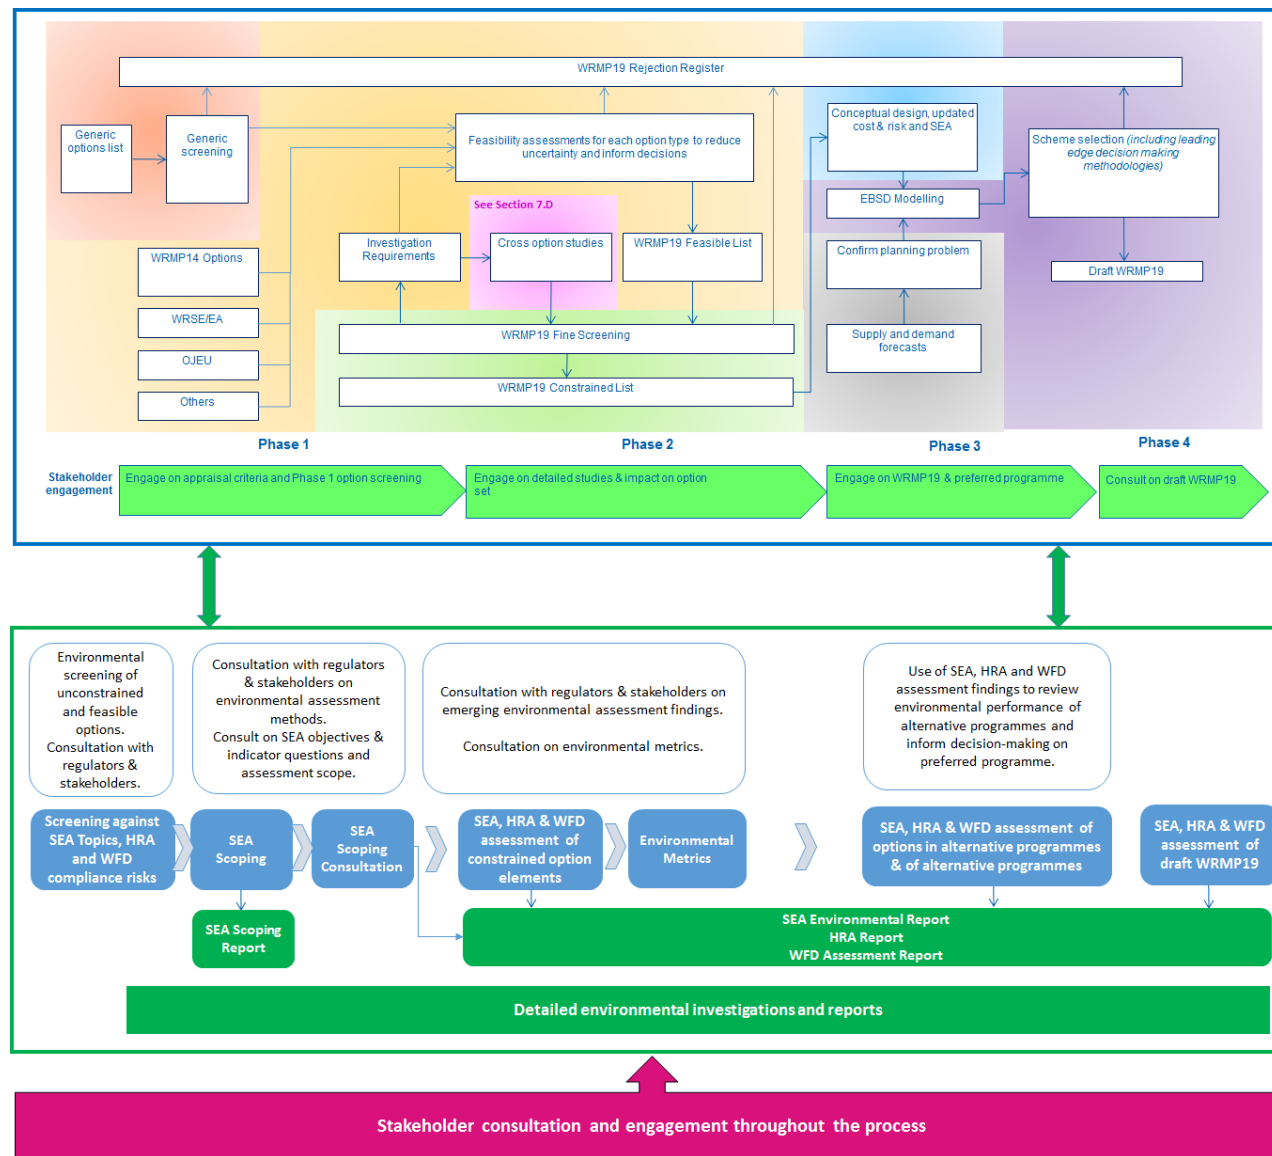 WRMP19 Rejection Register
Generic
options list
Generic
screening
Feasibility assessments for each option type to reduce
uncertainty and inform decisions
Conceptual design, updated
cost & risk and SEA
Scheme selection (including leading
edge decision making
methodologies)
EBSD Modelling
See Section 7.D
Investigation
Requirements
Cross option studies
WRMP19 Feasible List
Confirm planning problem
Draft WRMP19
WRMP14 Options
WRSE/EA
OJEU
Others
WRMP19 Fine Screening
WRMP19 Constrained List
Supply and demand
forecasts
Phase 1
Phase 2
Phase 3
Phase 4
Stakeholder
engagement
Engage on appraisal criteria and Phase 1 option screening
Engage on detailed studies & impact on option
set
Engage on WRMP19 & preferred programme
Consult on draft WRMP19
Environmental
screening of
unconstrained
and feasible
options.
Consultation with
regulators &
stakeholders.
Consultation with regulators
& stakeholders on
environmental assessment
methods.
Consult on SEA objectives &
indicator questions and
assessment scope.
Consultation with regulators & stakeholders on
emerging environmental assessment findings.
Consultation on environmental metrics.
Use of SEA, HRA and WFD
assessment findings to review
environmental performance of
alternative programmes and
inform decision-making on
preferred programme.
Screening against
SEA Topics, HRA
and WFD
compliance risks
SEA
Scoping
SEA
Scoping
Consultation
SEA, HRA & WFD
assessment of
constrained option
elements
Environmental
Metrics
SEA, HRA & WFD assessment of
options in alternative programmes
& of alternative programmes
SEA, HRA & WFD
assessment of
draft WRMP19
SEA Scoping
Report
SEA Environmental Report
HRA Report
WFD Assessment Report
Detailed environmental investigations and reports
Stakeholder consultation and engagement throughout the process